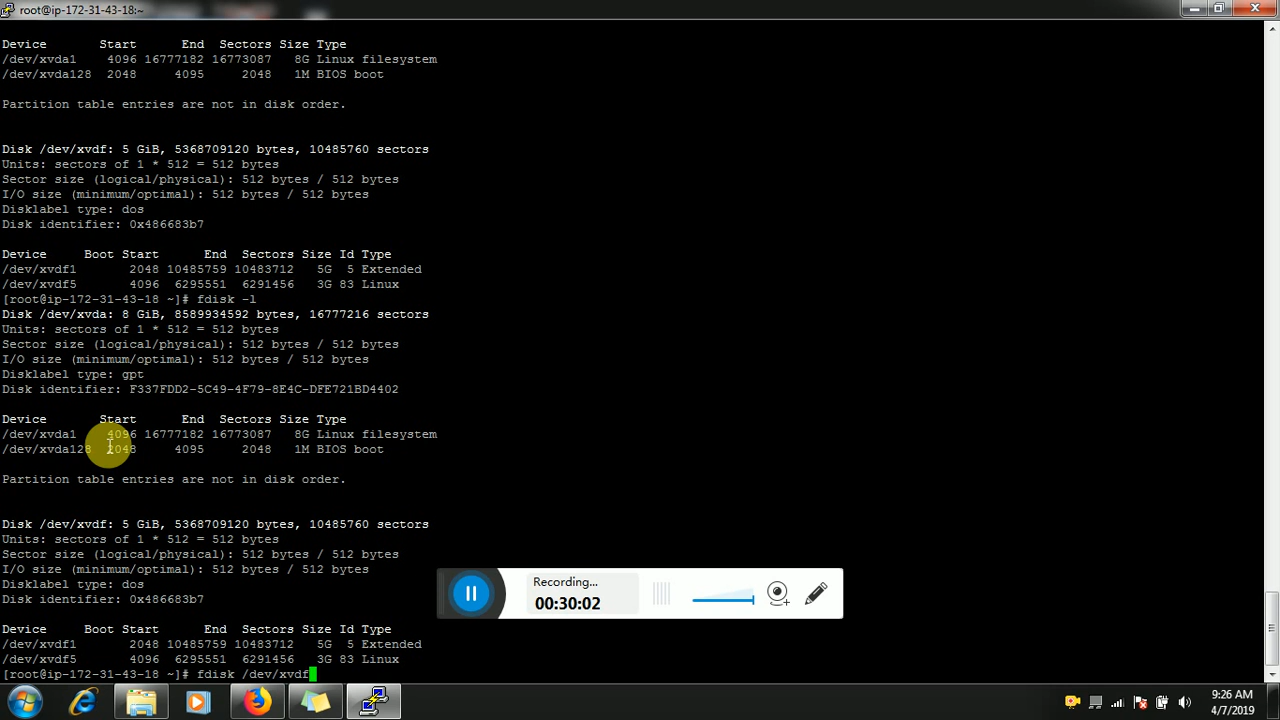 root@ip-172-31-43-18:~
Device Start End Sectors Size Type
/dev/xvda1 4096 16777182 16773087 8G Linux filesystem
/dev/xvda128 2048 4095 2048 1M BIOS boot
Partition table entries are not in disk order.
Disk /dev/xvdf: 5 GiB, 5368709120 bytes, 10485760 sectors
Units: sectors of 1 * 512 = 512 bytes
Sector size (logical/physical): 512 bytes / 512 bytes
I/O size (minimum/optimal): 512 bytes / 512 bytes
Disklabel type: dos
Disk identifier: 0x486683b7
Device Boot Start End Sectors Size Id Type
/dev/xvdf1 2048 10485759 10483712 5G 5 Extended
/dev/xvdf5 4096 6295551 6291456 3G 83 Linux
[root@ip-172-31-43-18 ~]# fdisk -l
Disk /dev/xvda: 8 GiB, 8589934592 bytes, 16777216 sectors
Units: sectors of 1 * 512 = 512 bytes
Sector size (logical/physical): 512 bytes / 512 bytes
I/O size (minimum/optimal): 512 bytes / 512 bytes
Disklabel type: gpt
Disk identifier: F337FDD2-5C49-4F79-8E4C-DFE721BD4402
Device Start End Sectors Size Type
/dev/xvda1 4096 16777182 16773087 8G Linux filesystem
/dev/xvda128 2048 4095 2048 1M BIOS boot
Partition table entries are not in disk order.
Disk /dev/xvdf: 5 GiB, 5368709120 bytes, 10485760 sectors
Units: sectors of 1 * 512 = 512 bytes
Sector size (logical/physical): 512 bytes / 512 bytes
I/O size (minimum/optimal): 512 bytes / 512 bytes
Disklabel type: dos
Disk identifier: 0x486683b7
Device Boot Start End Sectors Size Id Type
/dev/xvdf1 2048 10485759 10483712 5G 5 Extended
/dev/xvdf5 4096 6295551 6291456 3G 83 Linux
[root@ip-172-31-43-18 ~]# fdisk /dev/xvdf
Recording...
00:30:02
9:26 AM
4/7/2019